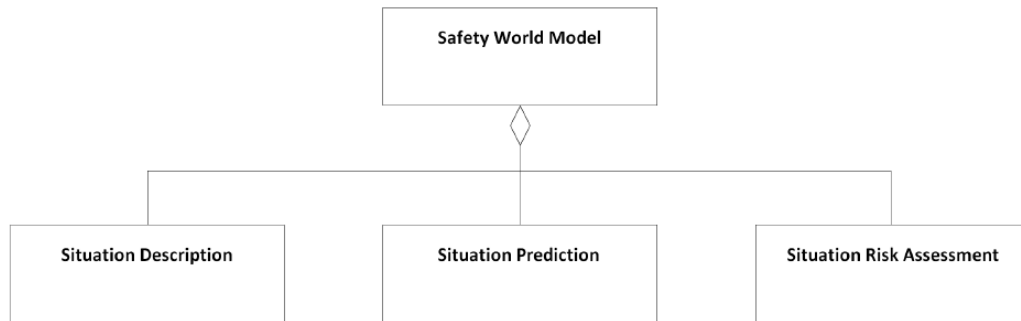 Safety World Model
Situation Description
Situation Prediction
Situation Risk Assessment